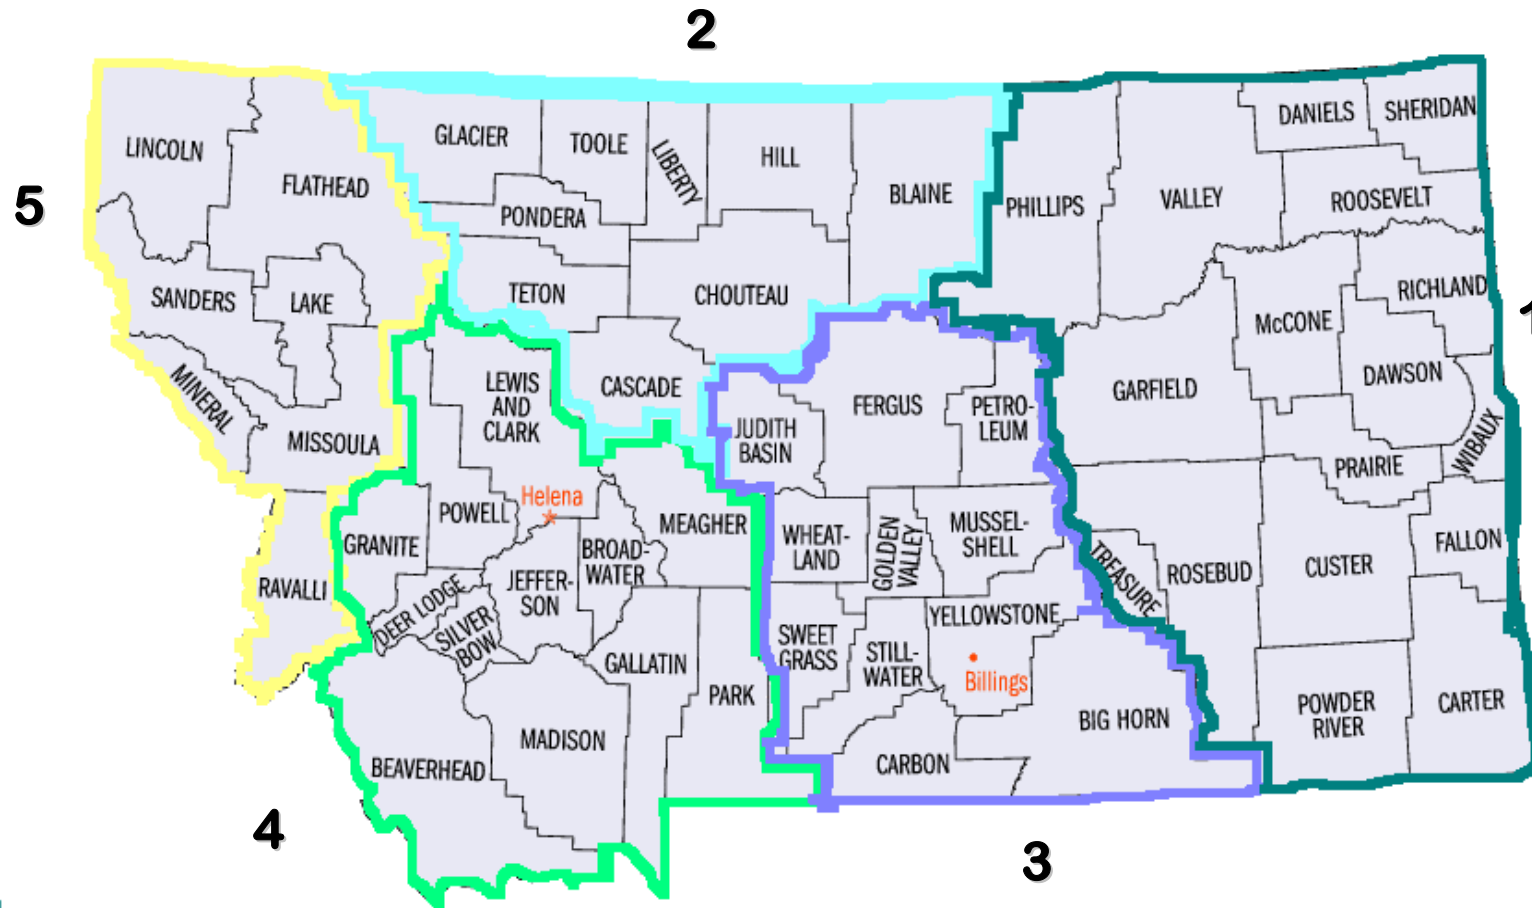 2
DANIELS
SHERIDAN
GLACIER
TOOLE
LIBERTY
HILL
LINCOLN
FLATHEAD
BLAINE
PHILLIPS
VALLEY
ROOSEVELT
5
PONDERA
SANDERS
LAKE
TETON
CHOUTEAU
RICHLAND
McCONE
1
MINERAL
LEWIS
AND
CLARK
CASCADE
JUDITH
BASIN
FERGUS
PETRO-
LEUM
GARFIELD
DAWSON
WIBAUX
MISSOULA
PRAIRIE
Helena
POWELL
MEAGHER
WHEAT-
LAND
GOLDEN
VALLEY
MUSSEL-
SHELL
GRANITE
BROAD-
WATER
TREASURE
ROSEBUD
CUSTER
FALLON
RAVALLI
DEER LODGE
JEFFER-
SON
SILVER
BOW
YELLOWSTONE
SWEET
GRASS
STILL-
WATER
GALLATIN
PARK
Billings
BIG HORN
POWDER
RIVER
CARTER
MADISON
BEAVERHEAD
CARBON
4
3